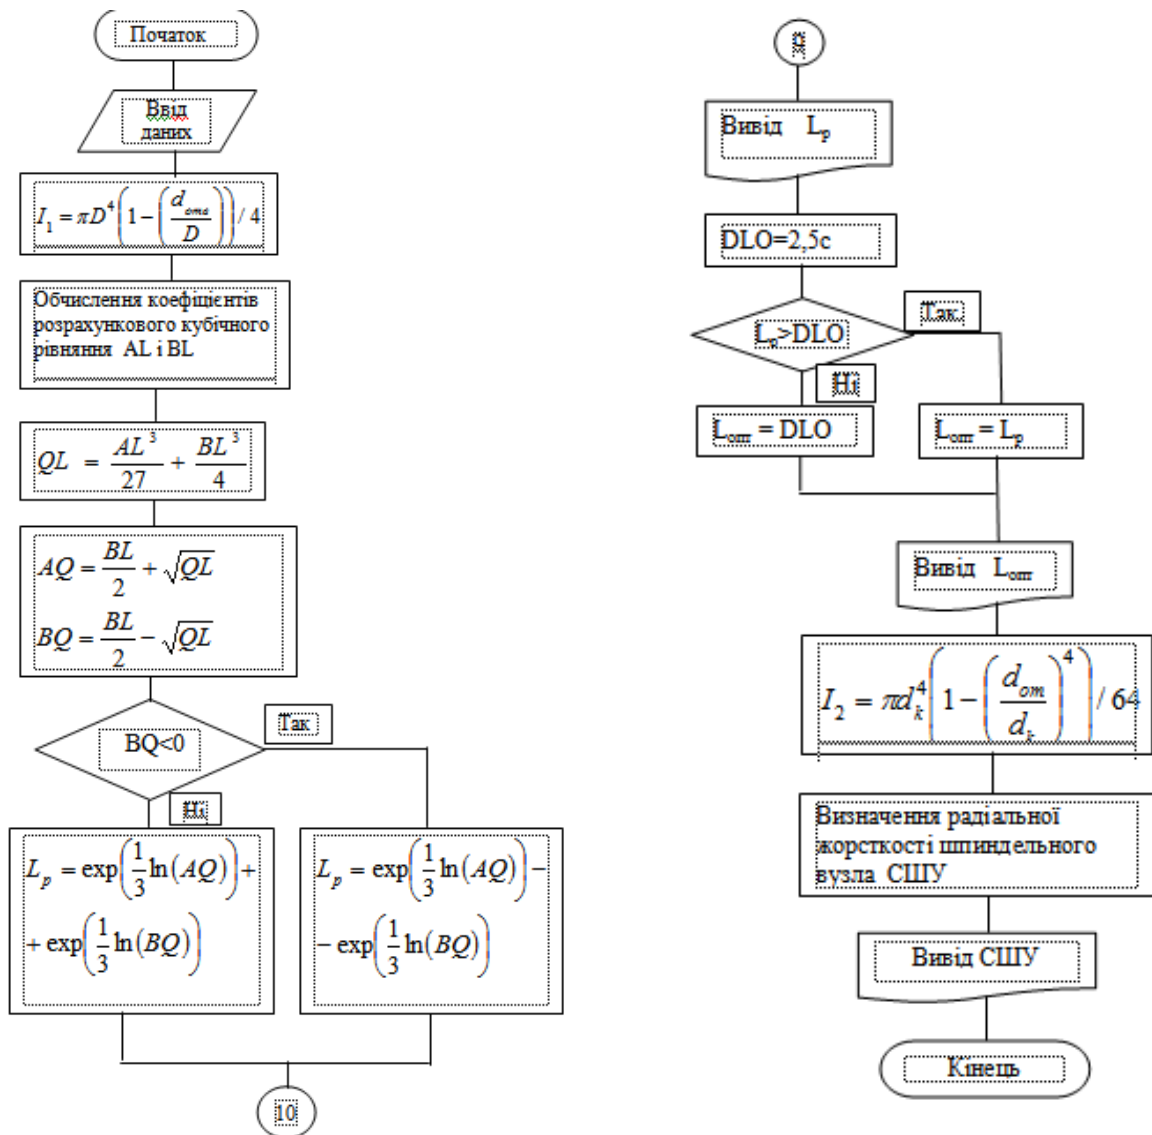 Початок
Ввід
даних
I₁ = πD⁴(1−(d_отв/D))/4
Обчислення коефіцієнтів
розрахункового кубічного
рівняння AL і BL
QL = AL³/27 + BL³/4
AQ = BL/2 + √QL
BQ = BL/2 − √QL
BQ<0
Так
Ні
L_p = exp(1/3 ln(AQ)) +
+ exp(1/3 ln(BQ))
L_p = exp(1/3 ln(AQ)) −
− exp(1/3 ln(BQ))
10
Вивід L_p
DLO=2,5c
L_p>DLO
Так
Ні
L_опт = DLO
L_опт = L_p
Вивід L_опт
I₂ = πd_k⁴(1−(d_om/d_k)⁴)/64
Визначення радіальної
жорсткості шпиндельного
вузла СШУ
Вивід СШУ
Кінець